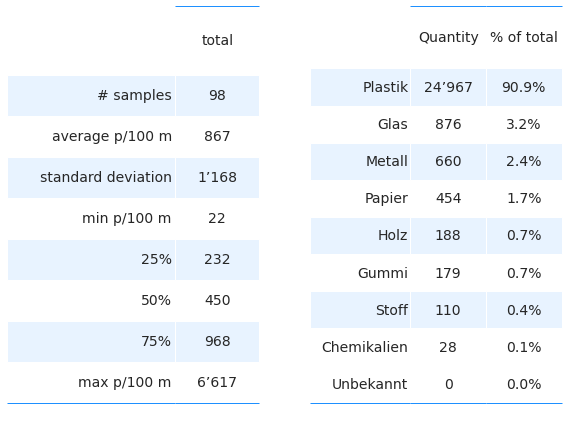 total
# samples 98
average p/100 m 867
standard deviation 1’168
min p/100 m 22
25% 232
50% 450
75% 968
max p/100 m 6’617
Quantity % of total
Plastik 24’967 90.9%
Glas 876 3.2%
Metall 660 2.4%
Papier 454 1.7%
Holz 188 0.7%
Gummi 179 0.7%
Stoff 110 0.4%
Chemikalien 28 0.1%
Unbekannt 0 0.0%